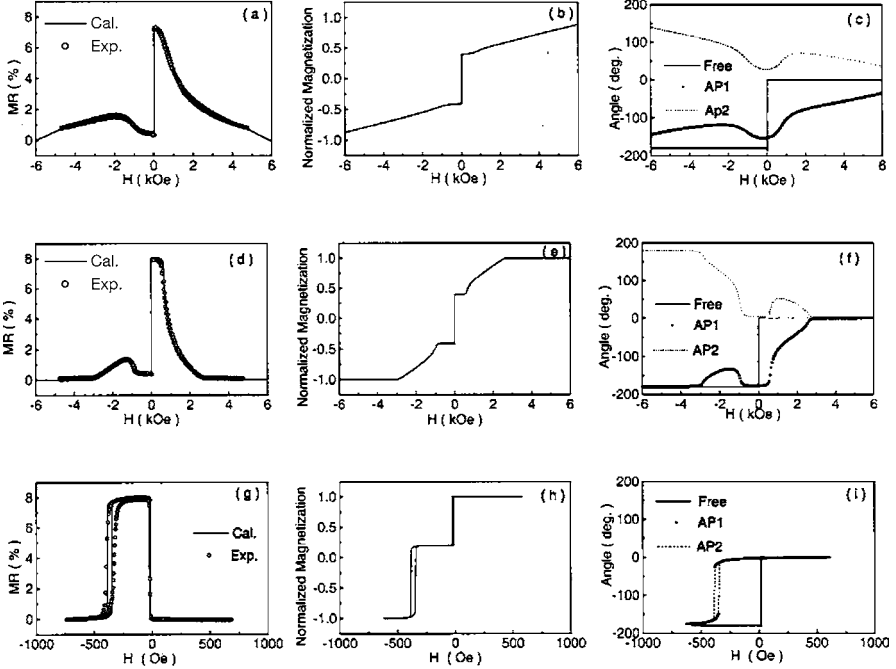 ( a )
Cal.
Exp.
MR ( % )
8
6
4
2
0
-6 -4 -2 0 2 4 6
H ( kOe )
( b )
Normalized Magnetization
1.0
0.5
0.0
-0.5
-1.0
-6 -4 -2 0 2 4 6
H ( kOe )
( c )
Free
AP1
Ap2
Angle ( deg. )
200
100
0
-100
-200
-6 -4 -2 0 2 4 6
H ( kOe )
( d )
Cal.
Exp.
MR ( % )
8
6
4
2
0
-6 -4 -2 0 2 4 6
H ( kOe )
( e )
Normalized Magnetization
1.0
0.5
0.0
-0.5
-1.0
-6 -4 -2 0 2 4 6
H ( kOe )
( f )
Free
AP1
AP2
Angle ( deg. )
200
100
0
-100
-200
-6 -4 -2 0 2 4 6
H ( kOe )
( g )
Cal.
Exp.
MR ( % )
8
6
4
2
0
-1000 -500 0 500 1000
H ( Oe )
( h )
Normalized Magnetization
1.0
0.5
0.0
-0.5
-1.0
-1000 -500 0 500 1000
H ( Oe )
( i )
Free
AP1
AP2
Angle ( deg. )
200
100
0
-100
-200
-1000 -500 0 500 1000
H ( Oe )